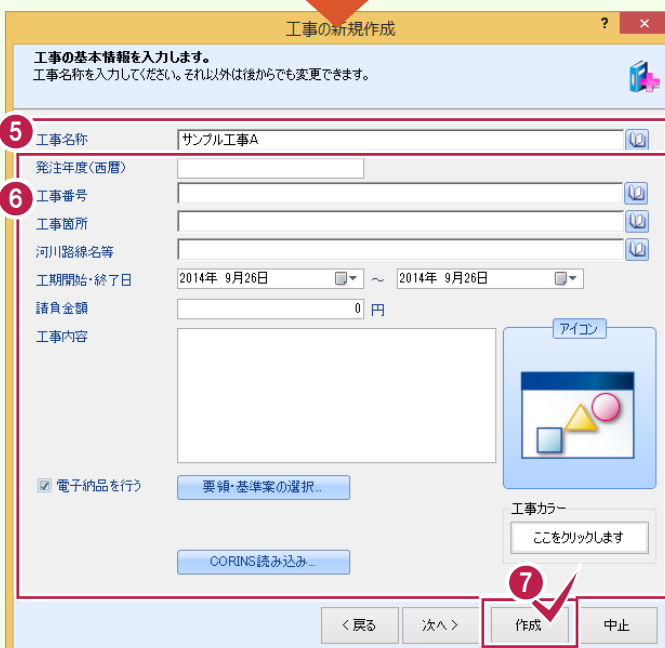 工事の新規作成
? ×
工事の基本情報を入力します。
工事名称を入力してください。それ以外は後からでも変更できます。
5 工事名称 サンプル工事A
発注年度(西暦)
6 工事番号
工事箇所
河川路線名等
工期開始・終了日 2014年 9月26日 ～ 2014年 9月26日
請負金額 0 円
工事内容
アイコン
電子納品を行う 要領・基準案の選択...
工事カラー
ここをクリックします
CORINS読み込み...
7
<戻る 次へ> 作成 中止